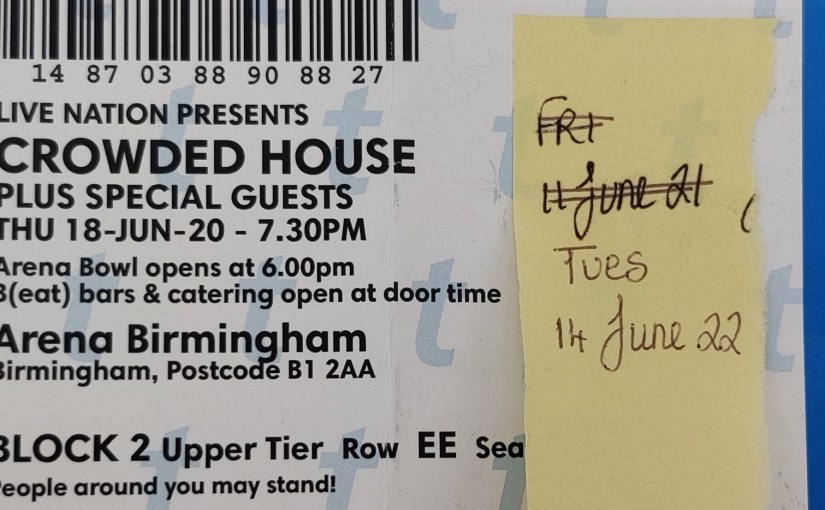 14 87 03 88 90 88 27
LIVE NATION PRESENTS
CROWDED HOUSE
PLUS SPECIAL GUESTS
THU 18-JUN-20 - 7.30PM
Arena Bowl opens at 6.00pm
B(eat) bars & catering open at door time
Arena Birmingham
Birmingham, Postcode B1 2AA
BLOCK 2 Upper Tier Row EE Sea
eople around you may stand!
FRI
11 June 21
Tues
14 June 22